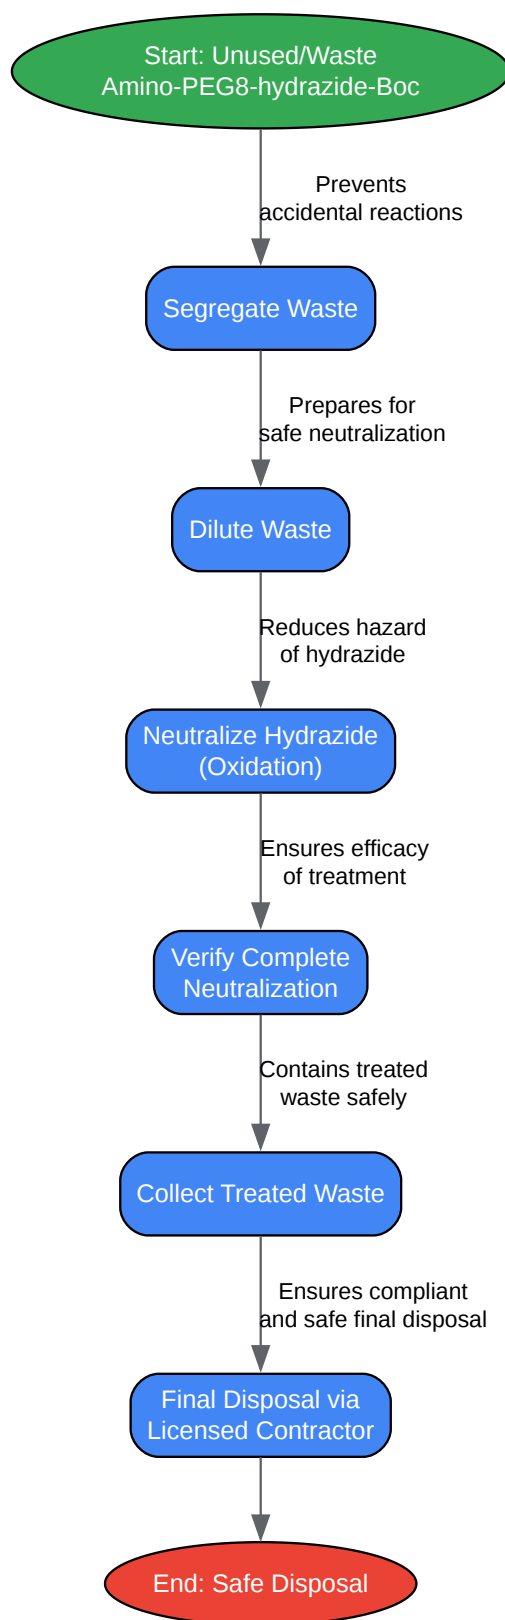 Start: Unused/Waste
Amino-PEG8-hydrazide-Boc
Prevents
accidental reactions
Segregate Waste
Prepares for
safe neutralization
Dilute Waste
Reduces hazard
of hydrazide
Neutralize Hydrazide
(Oxidation)
Ensures efficacy
of treatment
Verify Complete
Neutralization
Contains treated
waste safely
Collect Treated Waste
Ensures compliant
and safe final disposal
Final Disposal via
Licensed Contractor
End: Safe Disposal